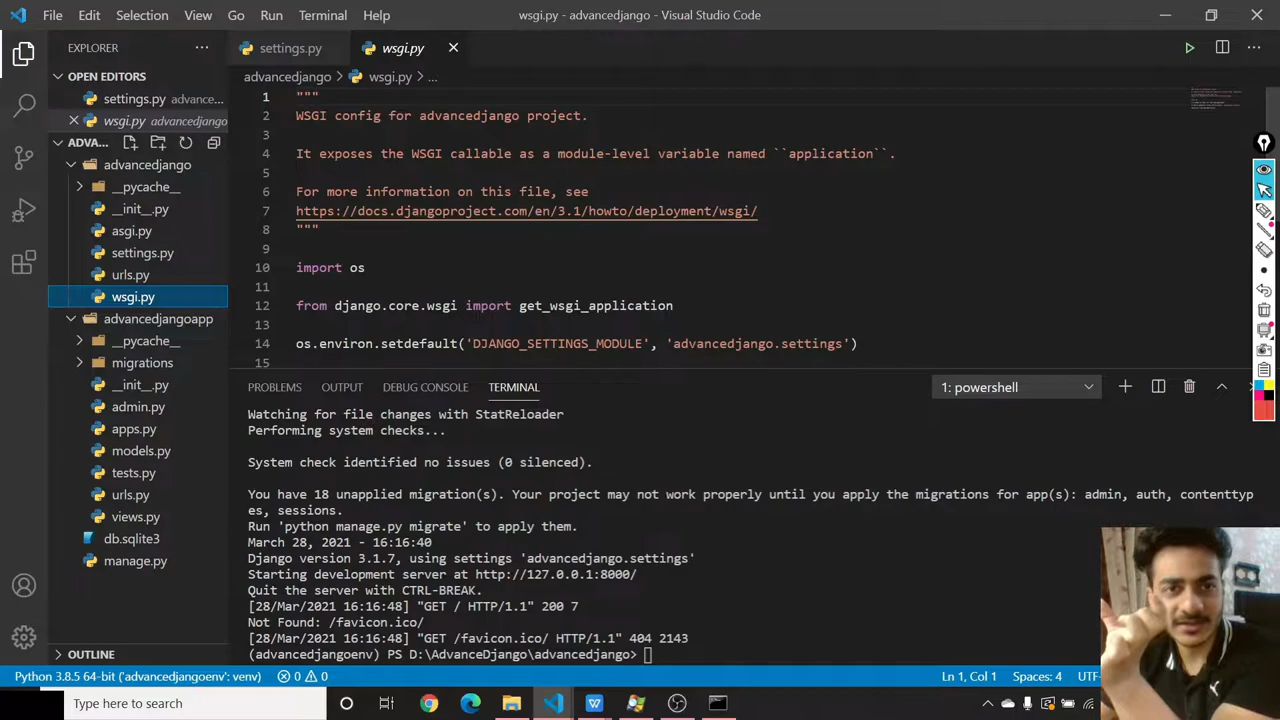 File Edit Selection View Go Run Terminal Help
wsgi.py - advancedjango - Visual Studio Code
EXPLORER
OPEN EDITORS
settings.py advance...
wsgi.py advancedjango
ADVA...
advancedjango
__pycache__
__init__.py
asgi.py
settings.py
urls.py
wsgi.py
advancedjangoapp
__pycache__
migrations
__init__.py
admin.py
apps.py
models.py
tests.py
urls.py
views.py
db.sqlite3
manage.py
OUTLINE
settings.py
wsgi.py
advancedjango > wsgi.py > ...
1 """
2 WSGI config for advancedjango project.
3
4 It exposes the WSGI callable as a module-level variable named ``application``.
5
6 For more information on this file, see
7 https://docs.djangoproject.com/en/3.1/howto/deployment/wsgi/
8 """
9
10 import os
11
12 from django.core.wsgi import get_wsgi_application
13
14 os.environ.setdefault('DJANGO_SETTINGS_MODULE', 'advancedjango.settings')
15
PROBLEMS OUTPUT DEBUG CONSOLE TERMINAL
1: powershell
Watching for file changes with StatReloader
Performing system checks...
System check identified no issues (0 silenced).
You have 18 unapplied migration(s). Your project may not work properly until you apply the migrations for app(s): admin, auth, contenttyp
es, sessions.
Run 'python manage.py migrate' to apply them.
March 28, 2021 - 16:16:40
Django version 3.1.7, using settings 'advancedjango.settings'
Starting development server at http://127.0.0.1:8000/
Quit the server with CTRL-BREAK.
[28/Mar/2021 16:16:48] "GET / HTTP/1.1" 200 7
Not Found: /favicon.ico/
[28/Mar/2021 16:16:48] "GET /favicon.ico/ HTTP/1.1" 404 2143
(advancedjangoenv) PS D:\AdvanceDjango\advancedjango>
Python 3.8.5 64-bit ('advancedjangoenv': venv) 0 0
Ln 1, Col 1 Spaces: 4 UTF-
Type here to search